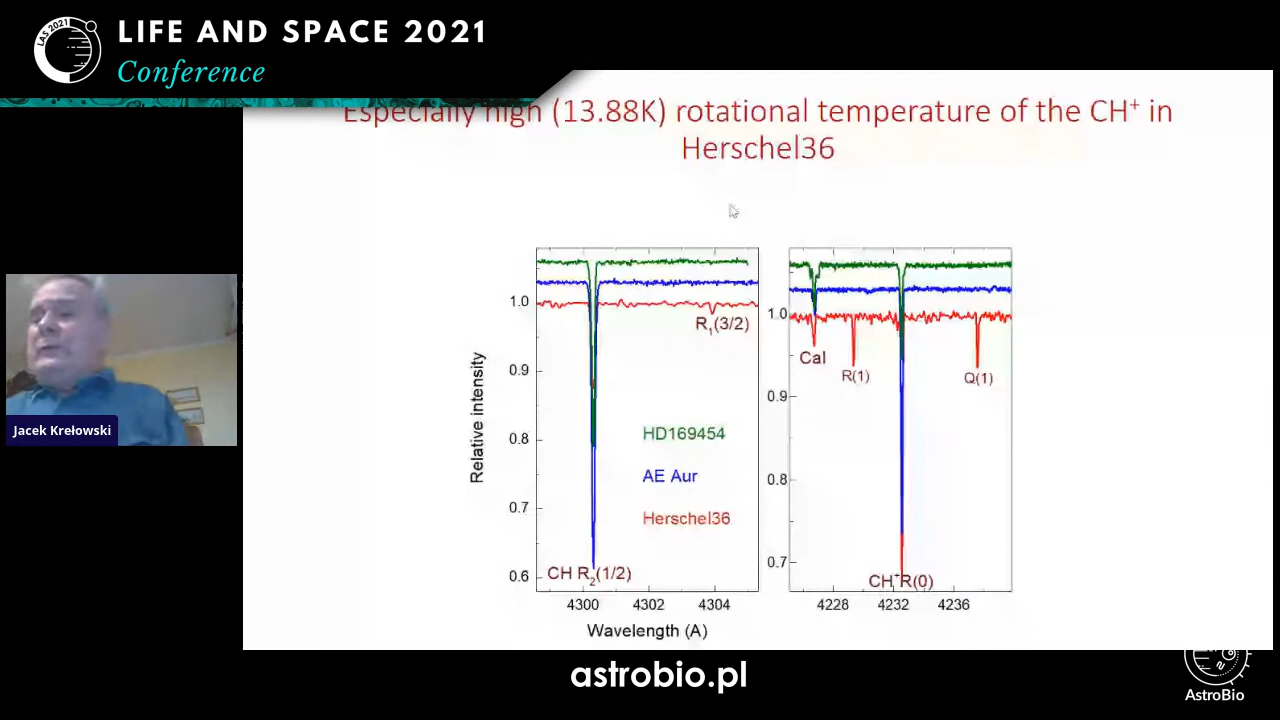 LAS 2021
LIFE AND SPACE 2021
Conference
Especially high (13.88K) rotational temperature of the CH⁺ in
Herschel36
Jacek Krełowski
Relative intensity
1.0
0.9
0.8
0.7
0.6
R₁(3/2)
HD169454
AE Aur
Herschel36
CH R₂(1/2)
4300 4302 4304
Wavelength (A)
1.0
0.9
0.8
0.7
CaI
R(1)
Q(1)
CH⁺R(0)
4228 4232 4236
astrobio.pl
AstroBio